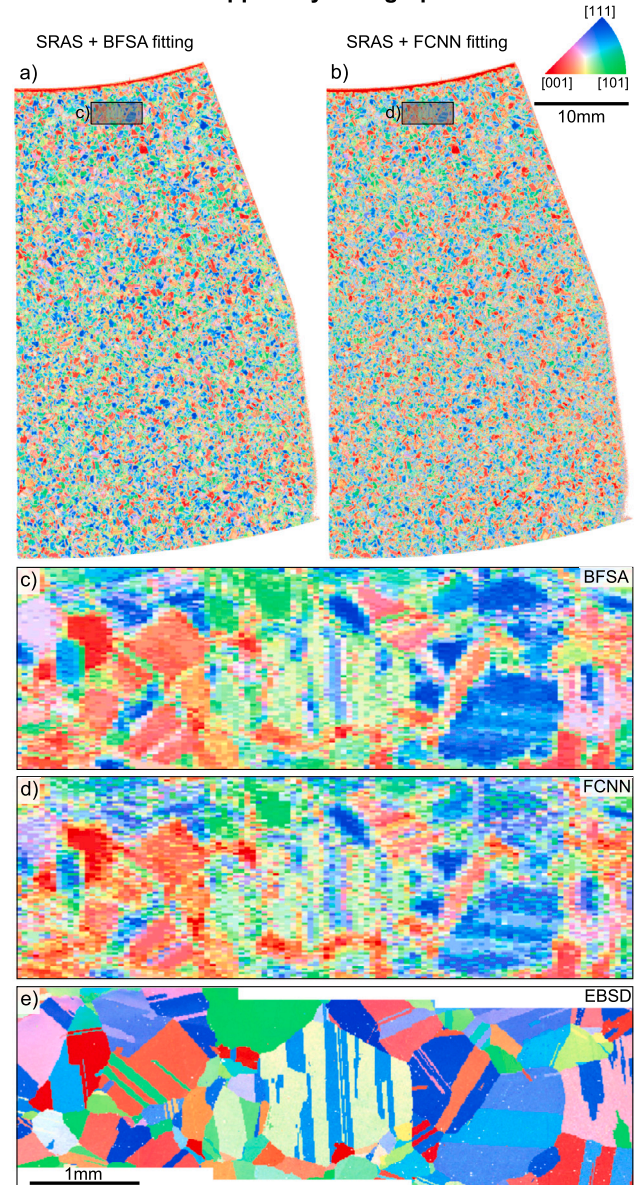 SRAS + BFSA fitting
SRAS + FCNN fitting
[111]
[001]
[101]
10mm
a)
b)
c)
d)
c)
BFSA
d)
FCNN
e)
EBSD
1mm